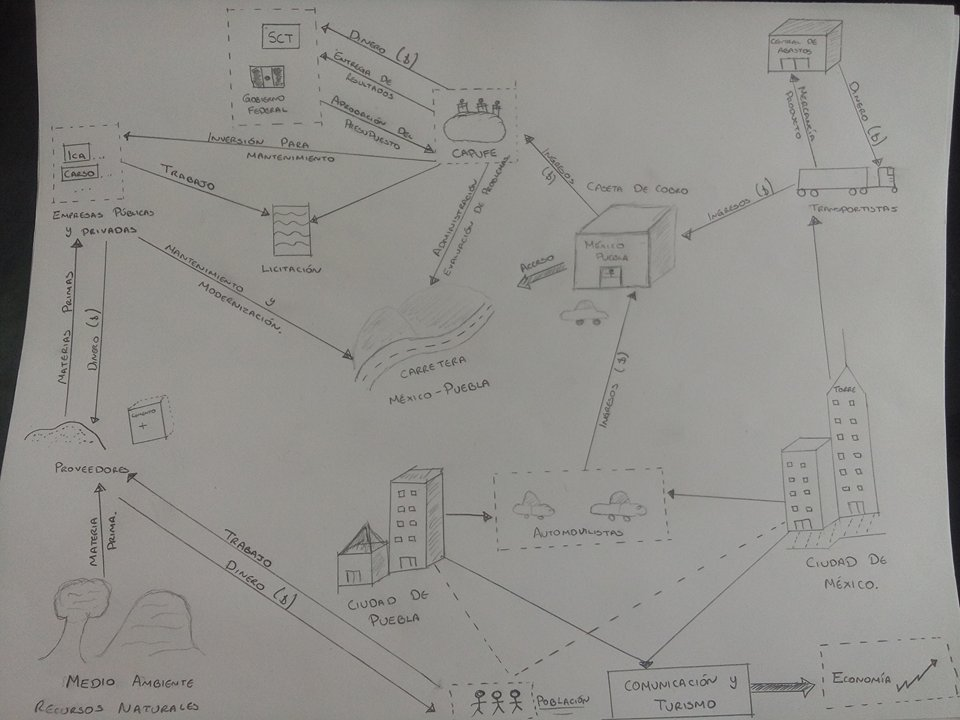 SCT
GOBIERNO
FEDERAL
DINERO ($)
ENTREGA DE
RESULTADOS
APROBACIÓN DEL
PRESUPUESTO
CAPUFE
CENTRAL DE
ABASTOS
MERCANCÍA
PRODUCTO
DINERO ($)
TRANSPORTISTAS
INGRESOS ($)
INGRESOS
($)
CASETA DE COBRO
MÉXICO
PUEBLA
ACCESO
INVERSIÓN PARA
MANTENIMIENTO
ICA ...
CARSO ...
...
EMPRESAS PÚBLICAS
Y PRIVADAS
TRABAJO
LICITACIÓN
ADMINISTRACIÓN
EVALUACIÓN DE PROBLEMAS
MANTENIMIENTO Y
MODERNIZACIÓN.
CARRETERA
MÉXICO-PUEBLA
MATERIAS PRIMAS
DINERO ($)
CEMENTO
+
PROVEEDORES
MATERIA
PRIMA.
MEDIO AMBIENTE
RECURSOS NATURALES
TRABAJO
DINERO ($)
CIUDAD DE
PUEBLA
INGRESOS ($)
AUTOMOVILISTAS
TORRE
CIUDAD DE
MÉXICO.
POBLACIÓN
COMUNICACIÓN Y
TURISMO
ECONOMÍA